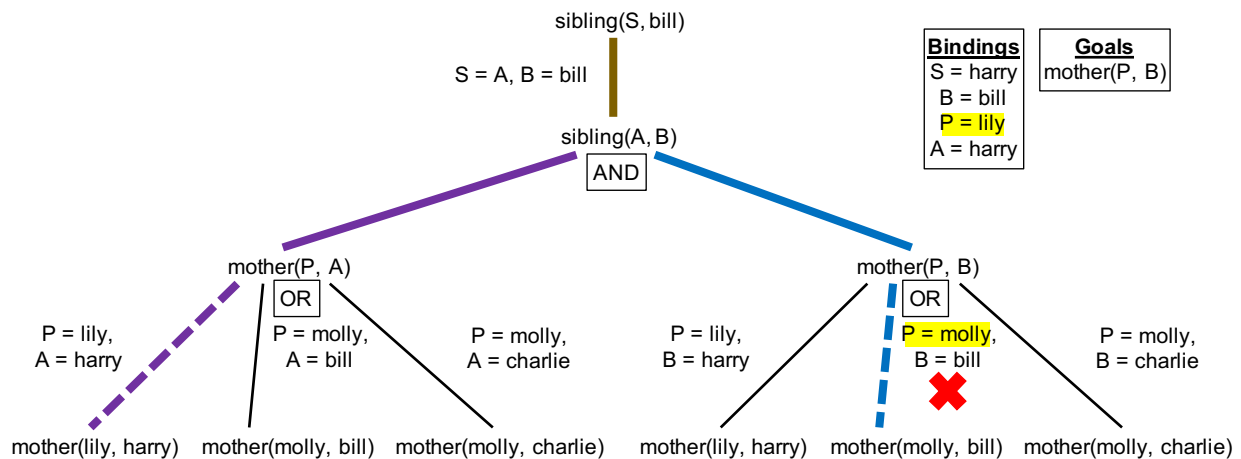 sibling(S, bill)
S = A, B = bill
Bindings
S = harry
B = bill
P = lily
A = harry
Goals
mother(P, B)
sibling(A, B)
AND
mother(P, A)
OR
P = lily,
A = harry
P = molly,
A = bill
P = molly,
A = charlie
mother(P, B)
OR
P = lily,
B = harry
P = molly,
B = bill
P = molly,
B = charlie
mother(lily, harry)
mother(molly, bill)
mother(molly, charlie)
mother(lily, harry)
mother(molly, bill)
mother(molly, charlie)